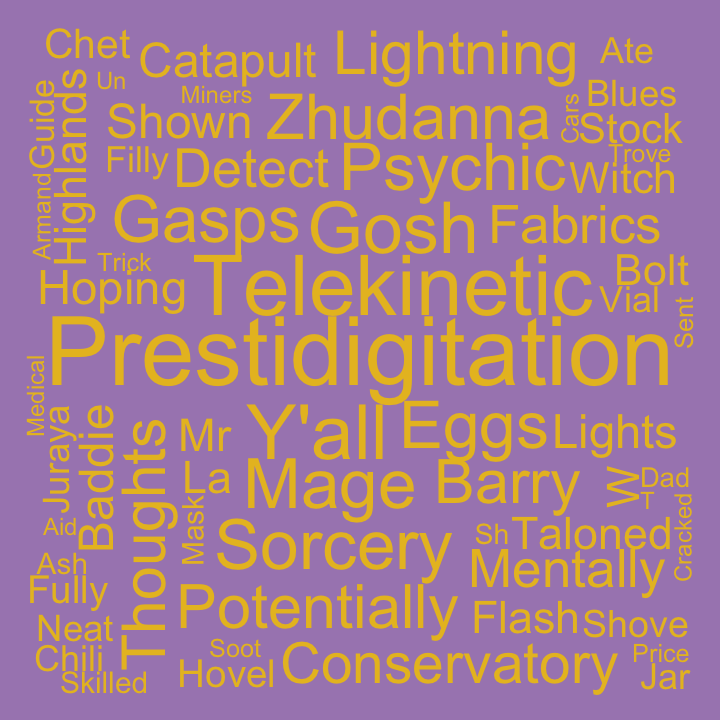 Chet
Catapult
Lightning
Ate
Un
Miners
Blues
Guide
Highlands
Shown
Zhudanna
Cars
Stock
Trove
Filly
Detect
Psychic
Witch
Armand
Gasps
Gosh
Fabrics
Trick
Hoping
Telekinetic
Bolt
Vial
Sent
Prestidigitation
Medical
Juraya
Baddie
Thoughts
Mr
Y'all
Eggs
Lights
La
Mage
Barry
W
Dad
T
Mask
Aid
Sorcery
Sh
Taloned
Cracked
Ash
Mentally
Fully
Potentially
Flash
Shove
Neat
Chili
Soot
Conservatory
Price
Skilled
Hovel
Jar